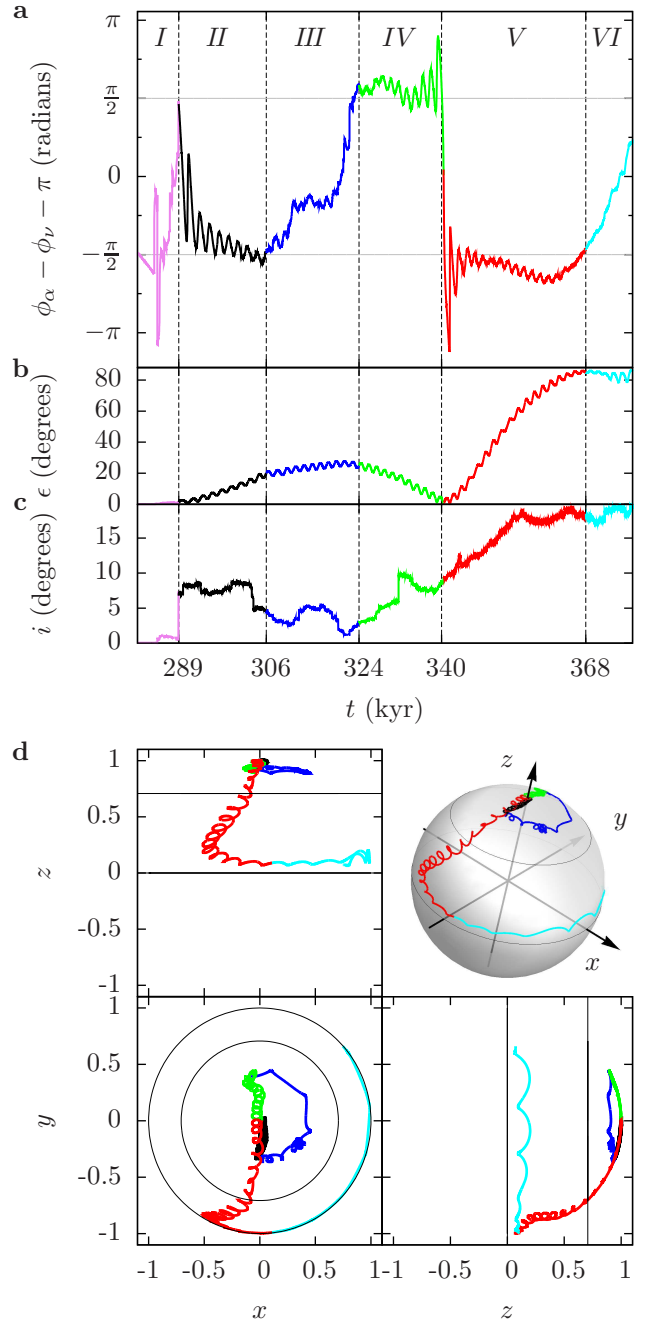 a
π
I II III IV V VI
π/2
0
−π/2
−π
ϕα − ϕν − π (radians)
b
80
60
40
20
0
ϵ (degrees)
c
15
10
5
0
i (degrees)
289 306 324 340 368
t (kyr)
d
1
0.5
0
-0.5
-1
z
z
y
x
1
0.5
0
-0.5
-1
y
-1 -0.5 0 0.5 1
x
-1 -0.5 0 0.5 1
z